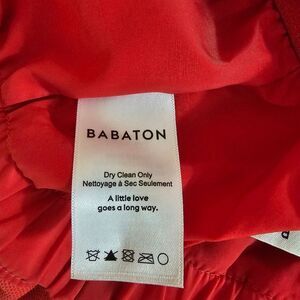 BABATON
Dry Clean Only
Nettoyage à Sec Seulement
A little love
goes a long way.